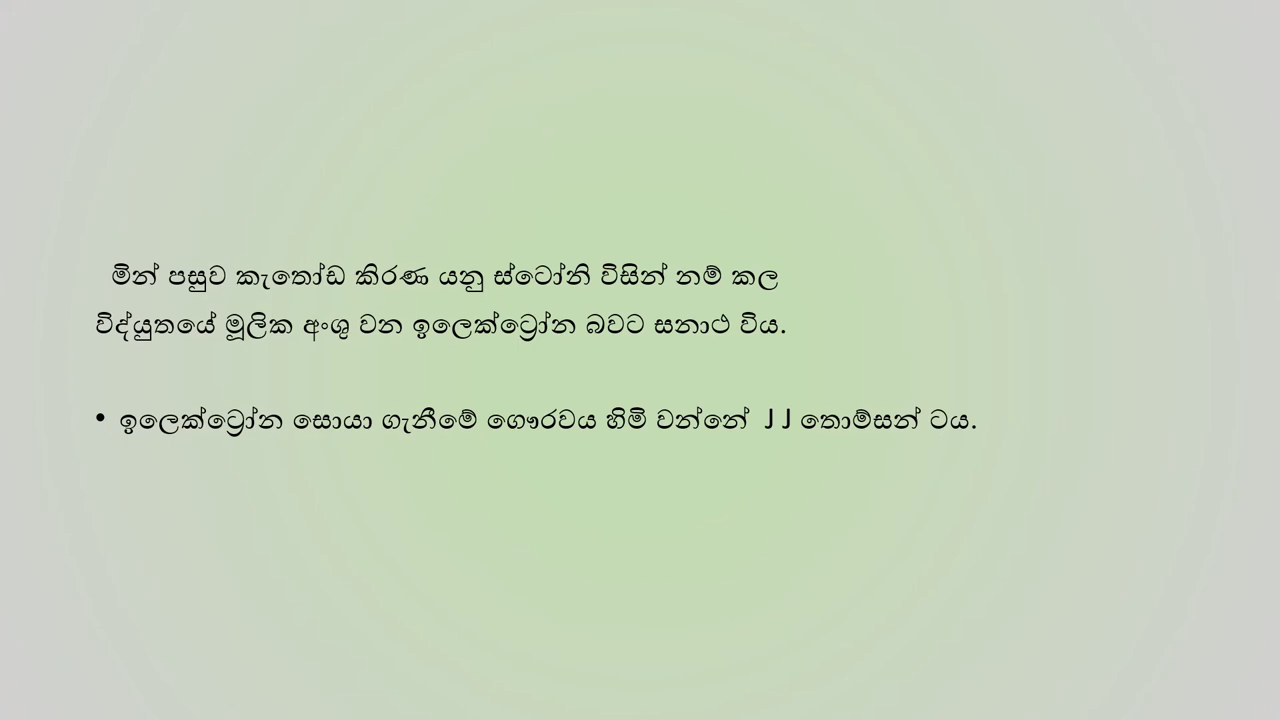 මින් පසුව කැතෝඩ කිරණ යනු ස්ටෝනි විසින් නම් කල
විද්යුතයේ මූලික අංශු වන ඉලෙක්ට්‍රෝන බවට සනාථ විය.
• ඉලෙක්ට්‍රෝන සොයා ගැනීමේ ගෞරවය හිමි වන්නේ J J තොම්සන් ටය.